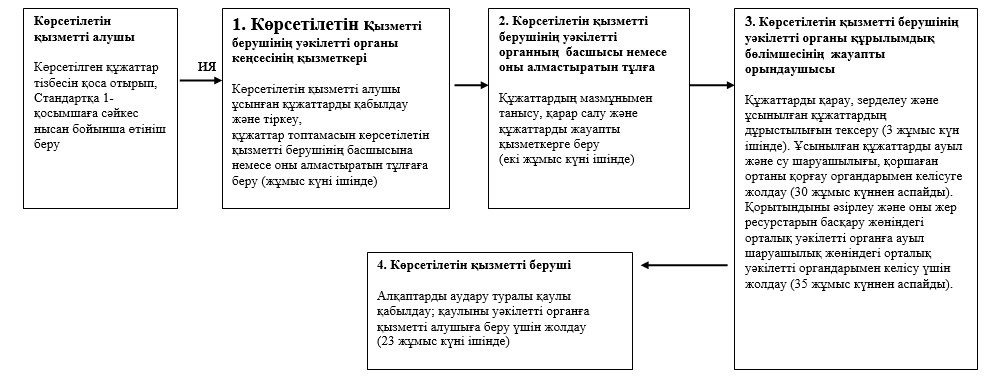 Көрсетілетін
қызметті алушы
Көрсетілген құжаттар
тізбесін қоса отырып,
Стандартқа 1-
қосымшаға сәйкес
нысан бойынша өтініш
беру
ИЯ
1. Көрсетілетін қызметті
берушінің уәкілетті органы
кеңсесінің қызметкері
Көрсетілетін қызметті алушы
ұсынған құжаттарды қабылдау
және тіркеу,
құжаттар топтамасын көрсетілетін
қызметті берушінің басшысына
немесе оны алмастыратын тұлғаға
беру (жұмыс күні ішінде)
2. Көрсетілетін қызметті
берушінің уәкілетті
органның басшысы немесе
оны алмастыратын тұлға
Құжаттардың мазмұнымен
танысу, қарар салу және
құжаттарды жауапты
қызметкерге беру
(екі жұмыс күні ішінде)
3. Көрсетілетін қызметті берушінің
уәкілетті органы құрылымдық
бөлімшесінің жауапты
орындаушысы
Құжаттарды қарау, зерделеу және
ұсынылған құжаттардың
дұрыстылығын тексеру (3 жұмыс күн
ішінде). Ұсынылған құжаттарды ауыл
және су шаруашылығы, қоршаған
ортаны қорғау органдарымен келісуге
жолдау (30 жұмыс күннен аспайды).
Қорытындыны әзірлеу және оны жер
ресурстарын басқару жөніндегі
орталық уәкілетті органға ауыл
шаруашылық жөніндегі орталық
уәкілетті органдарымен келісу үшін
жолдау (35 жұмыс күннен аспайды).
4. Көрсетілетін қызметті беруші
Алқаптарды аудару туралы қаулы
қабылдау; қаулыны уәкілетті органға
қызметті алушыға беру үшін жолдау
(23 жұмыс күні ішінде)